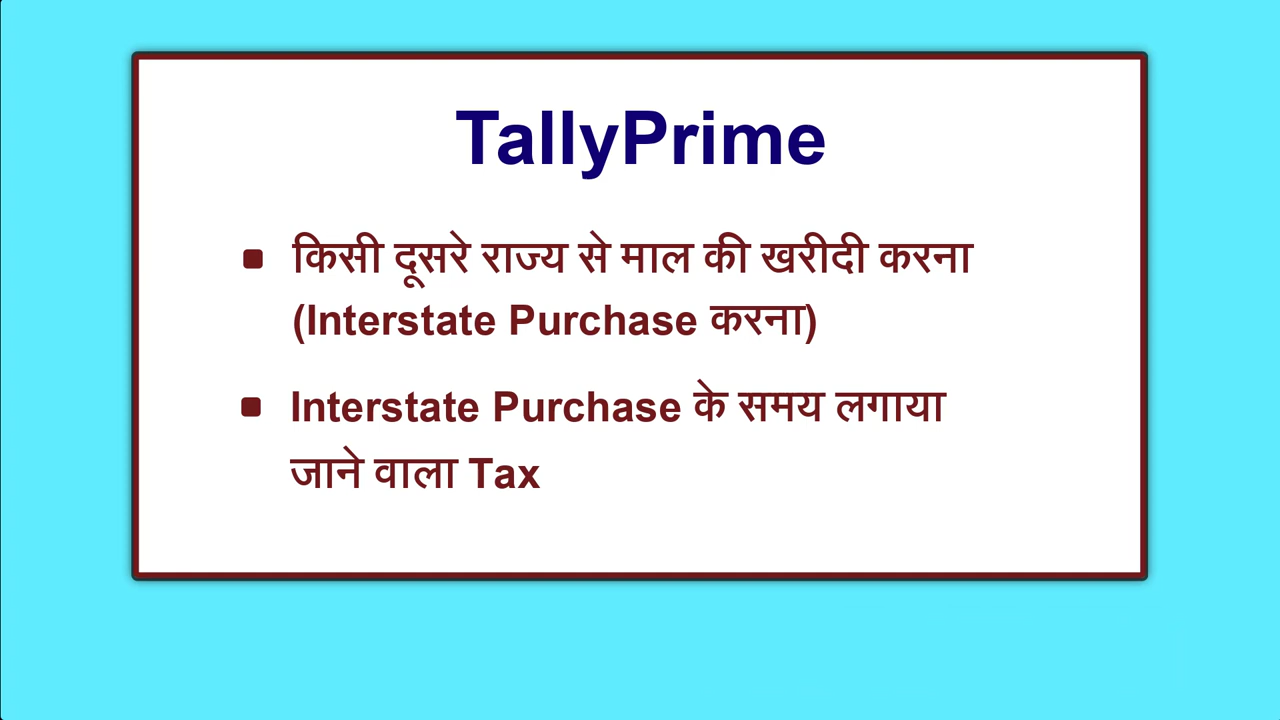 TallyPrime
किसी दूसरे राज्य से माल की खरीदी करना
(Interstate Purchase करना)
Interstate Purchase के समय लगाया
जाने वाला Tax